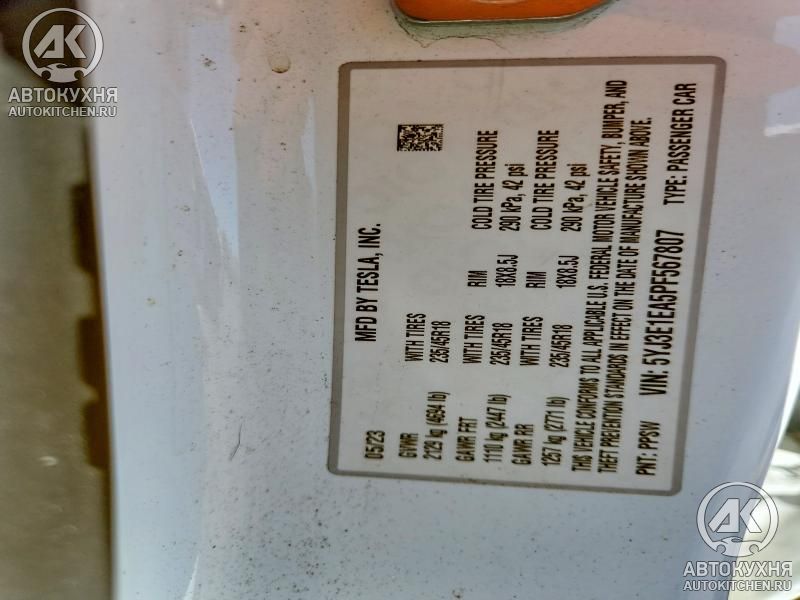 MFD BY TESLA, INC.
05/23
GVWR WITH TIRES
2129 kg (4694 lb) 235/45R18
GAWR FRT WITH TIRES RIM COLD TIRE PRESSURE
1110 kg (2447 lb) 235/45R18 18X8.5J 290 kPa, 42 psi
GAWR RR WITH TIRES RIM COLD TIRE PRESSURE
1257 kg (2771 lb) 235/45R18 18X8.5J 290 kPa, 42 psi
THIS VEHICLE CONFORMS TO ALL APPLICABLE U.S. FEDERAL MOTOR VEHICLE SAFETY, BUMPER, AND
THEFT PREVENTION STANDARDS IN EFFECT ON THE DATE OF MANUFACTURE SHOWN ABOVE.
PNT: PPSW VIN: 5YJ3E1EA5PF567807 TYPE: PASSENGER CAR
АК
АВТОКУХНЯ
AUTOKITCHEN.RU
АК
АВТОКУХНЯ
AUTOKITCHEN.RU